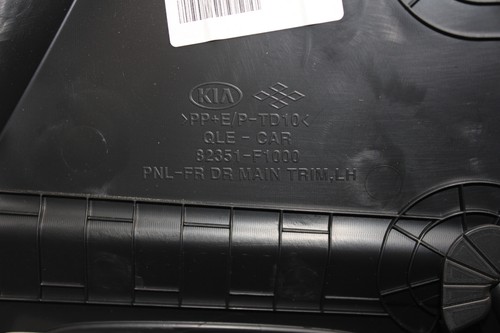 KIA
>PP+E/P-TD10<
QLE - CAR
82351-F1000
PNL-FR DR MAIN TRIM,LH